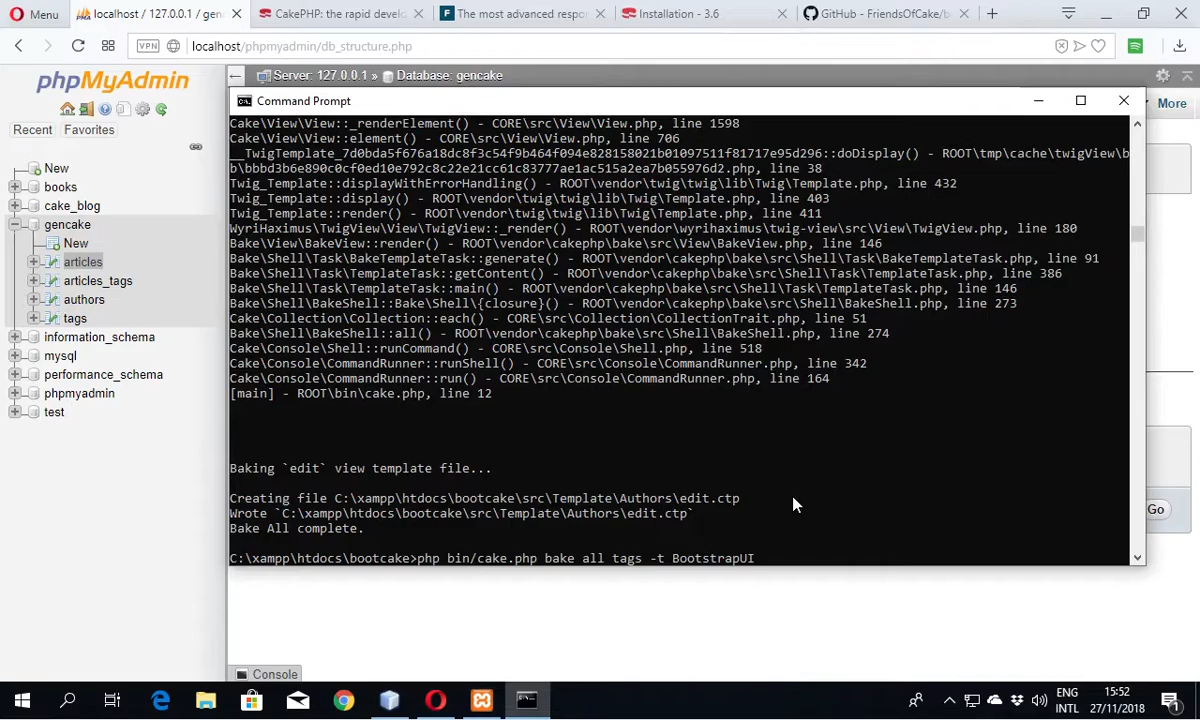 Menu
localhost / 127.0.0.1 / gen
CakePHP: the rapid develo
The most advanced respon
Installation - 3.6
GitHub - FriendsOfCake/b
VPN
localhost/phpmyadmin/db_structure.php
phpMyAdmin
Server: 127.0.0.1 » Database: gencake
More
Recent
Favorites
New
books
cake_blog
gencake
New
articles
articles_tags
authors
tags
information_schema
mysql
performance_schema
phpmyadmin
test
Command Prompt
Cake\View\View::_renderElement() - CORE\src\View\View.php, line 1598
Cake\View\View::element() - CORE\src\View\View.php, line 706
__TwigTemplate_7d0bda5f676a18dc8f3c54f9b464f094e828158021b01097511f81717e95d296::doDisplay() - ROOT\tmp\cache\twigView\b
b\bbbd3b6e890c0cf0ed10e792c8c22e21cc61c83777ae1ac515a2ea7b055976d2.php, line 38
Twig_Template::displayWithErrorHandling() - ROOT\vendor\twig\twig\lib\Twig\Template.php, line 432
Twig_Template::display() - ROOT\vendor\twig\twig\lib\Twig\Template.php, line 403
Twig_Template::render() - ROOT\vendor\twig\twig\lib\Twig\Template.php, line 411
WyriHaximus\TwigView\View\TwigView::_render() - ROOT\vendor\wyrihaximus\twig-view\src\View\TwigView.php, line 180
Bake\View\BakeView::render() - ROOT\vendor\cakephp\bake\src\View\BakeView.php, line 146
Bake\Shell\Task\BakeTemplateTask::generate() - ROOT\vendor\cakephp\bake\src\Shell\Task\BakeTemplateTask.php, line 91
Bake\Shell\Task\TemplateTask::getContent() - ROOT\vendor\cakephp\bake\src\Shell\Task\TemplateTask.php, line 386
Bake\Shell\Task\TemplateTask::main() - ROOT\vendor\cakephp\bake\src\Shell\Task\TemplateTask.php, line 146
Bake\Shell\BakeShell::Bake\Shell\{closure}() - ROOT\vendor\cakephp\bake\src\Shell\BakeShell.php, line 273
Cake\Collection\Collection::each() - CORE\src\Collection\CollectionTrait.php, line 51
Bake\Shell\BakeShell::all() - ROOT\vendor\cakephp\bake\src\Shell\BakeShell.php, line 274
Cake\Console\Shell::runCommand() - CORE\src\Console\Shell.php, line 518
Cake\Console\CommandRunner::runShell() - CORE\src\Console\CommandRunner.php, line 342
Cake\Console\CommandRunner::run() - CORE\src\Console\CommandRunner.php, line 164
[main] - ROOT\bin\cake.php, line 12
Baking `edit` view template file...
Creating file C:\xampp\htdocs\bootcake\src\Template\Authors\edit.ctp
Wrote `C:\xampp\htdocs\bootcake\src\Template\Authors\edit.ctp`
Bake All complete.
C:\xampp\htdocs\bootcake>php bin/cake.php bake all tags -t BootstrapUI
Go
Console
ENG
INTL
15:52
27/11/2018
1